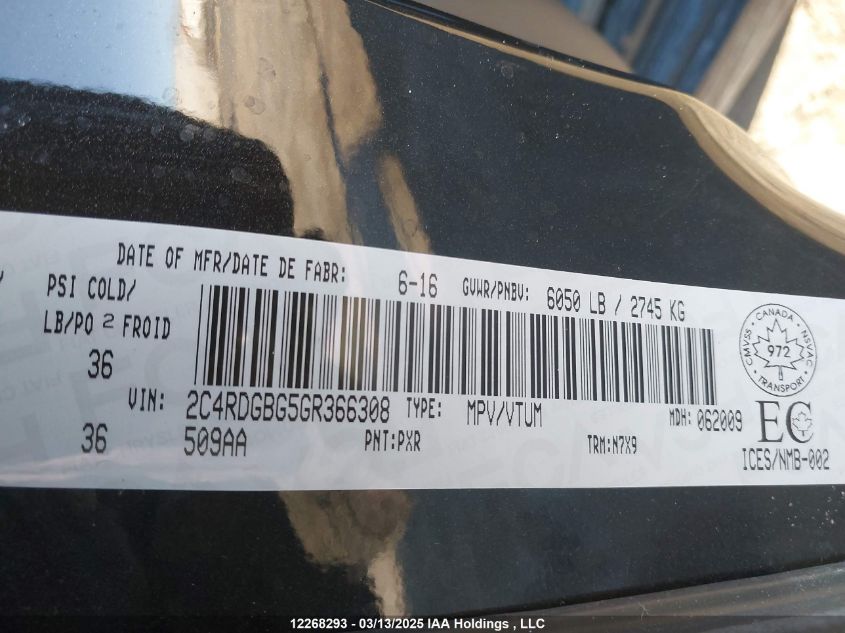 DATE OF MFR/DATE DE FABR: 6-16 GVWR/PNBV: 6050 LB / 2745 KG
PSI COLD/
LB/PO 2 FROID
36
VIN: 2C4RDGBG5GR366308 TYPE: MPV/VTUM MDH: 062009
36 509AA PNT:PXR TRM:N7X9
CANADA
CMVSS
NSVAC
972
TRANSPORT
EC
ICES/NMB-002
12268293 - 03/13/2025 IAA Holdings , LLC